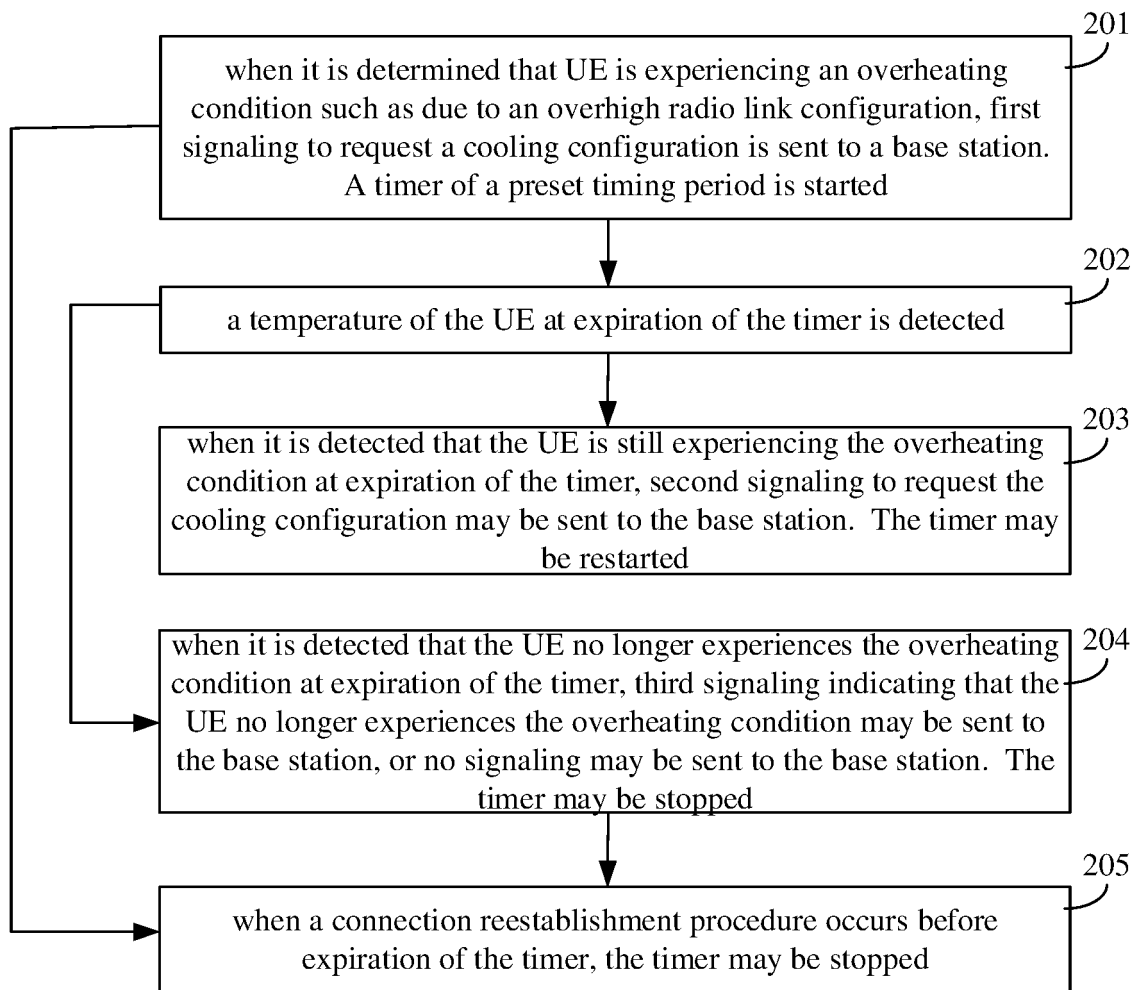 201
when it is determined that UE is experiencing an overheating
condition such as due to an overhigh radio link configuration, first
signaling to request a cooling configuration is sent to a base station.
A timer of a preset timing period is started
202
a temperature of the UE at expiration of the timer is detected
203
when it is detected that the UE is still experiencing the overheating
condition at expiration of the timer, second signaling to request the
cooling configuration may be sent to the base station.  The timer may
be restarted
204
when it is detected that the UE no longer experiences the overheating
condition at expiration of the timer, third signaling indicating that the
UE no longer experiences the overheating condition may be sent to
the base station, or no signaling may be sent to the base station.  The
timer may be stopped
205
when a connection reestablishment procedure occurs before
expiration of the timer, the timer may be stopped